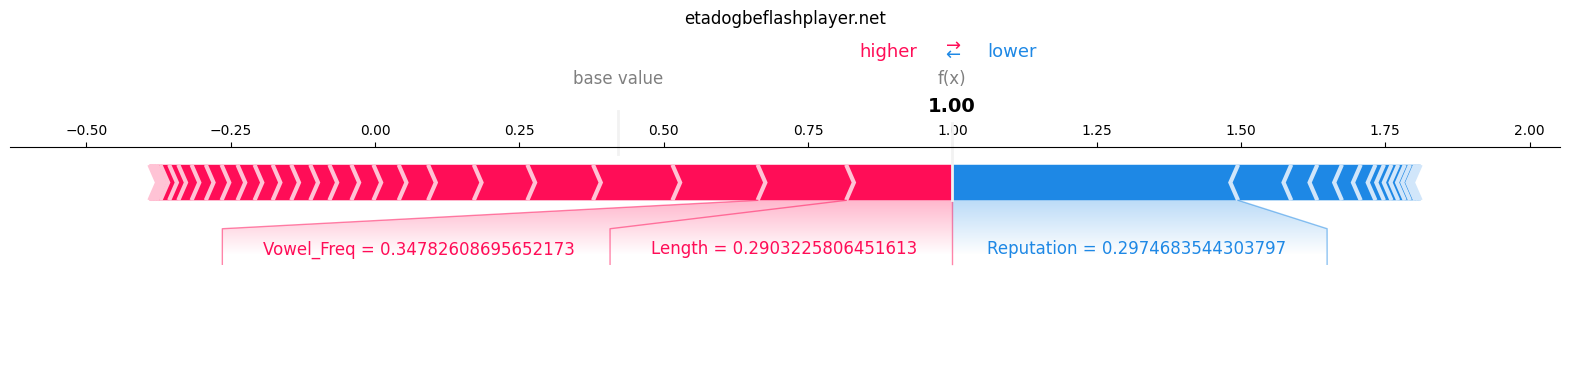 etadogbeflashplayer.net
higher ⇄ lower
base value f(x)
1.00
−0.50 −0.25 0.00 0.25 0.50 0.75 1.00 1.25 1.50 1.75 2.00
Vowel_Freq = 0.34782608695652173 Length = 0.2903225806451613 Reputation = 0.2974683544303797